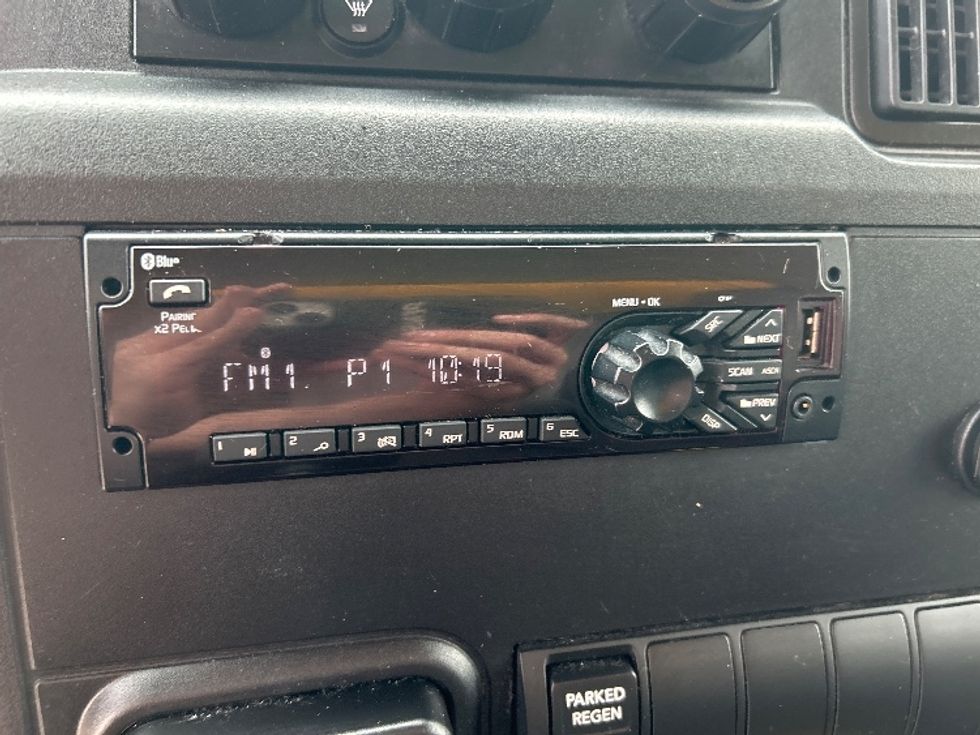 MENU • OK
SRC
NEXT
PAIRING
FM1 P1 10:19
SCAN
PREV
DISP
1
2
3
4 RPT
5 RDM
6 ESC
PARKED
REGEN